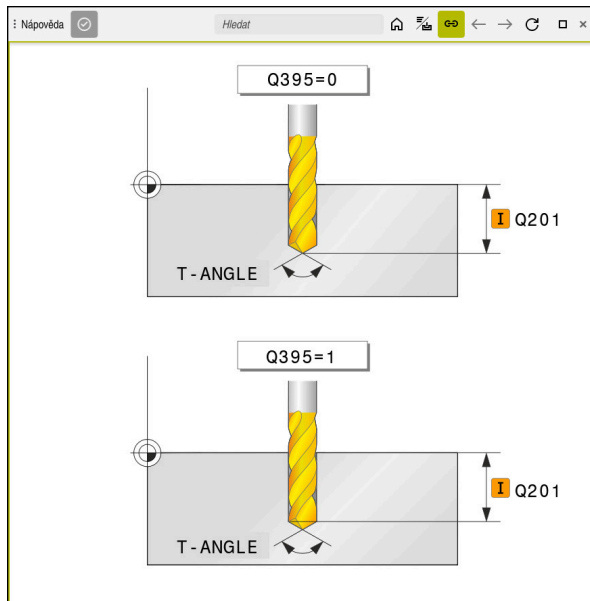 Nápověda
Hledat
Q395=0
I Q201
T-ANGLE
Q395=1
I Q201
T-ANGLE